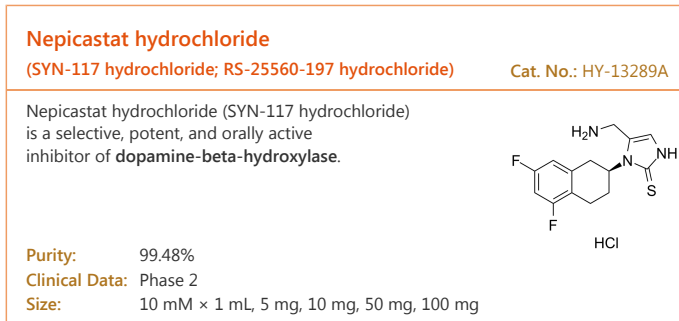 Nepicastat hydrochloride
(SYN-117 hydrochloride; RS-25560-197 hydrochloride) Cat. No.: HY-13289A
Nepicastat hydrochloride (SYN-117 hydrochloride)
is a selective, potent, and orally active
inhibitor of dopamine-beta-hydroxylase.
H₂N
N
NH
S
F
F
HCl
Purity: 99.48%
Clinical Data: Phase 2
Size: 10 mM × 1 mL, 5 mg, 10 mg, 50 mg, 100 mg